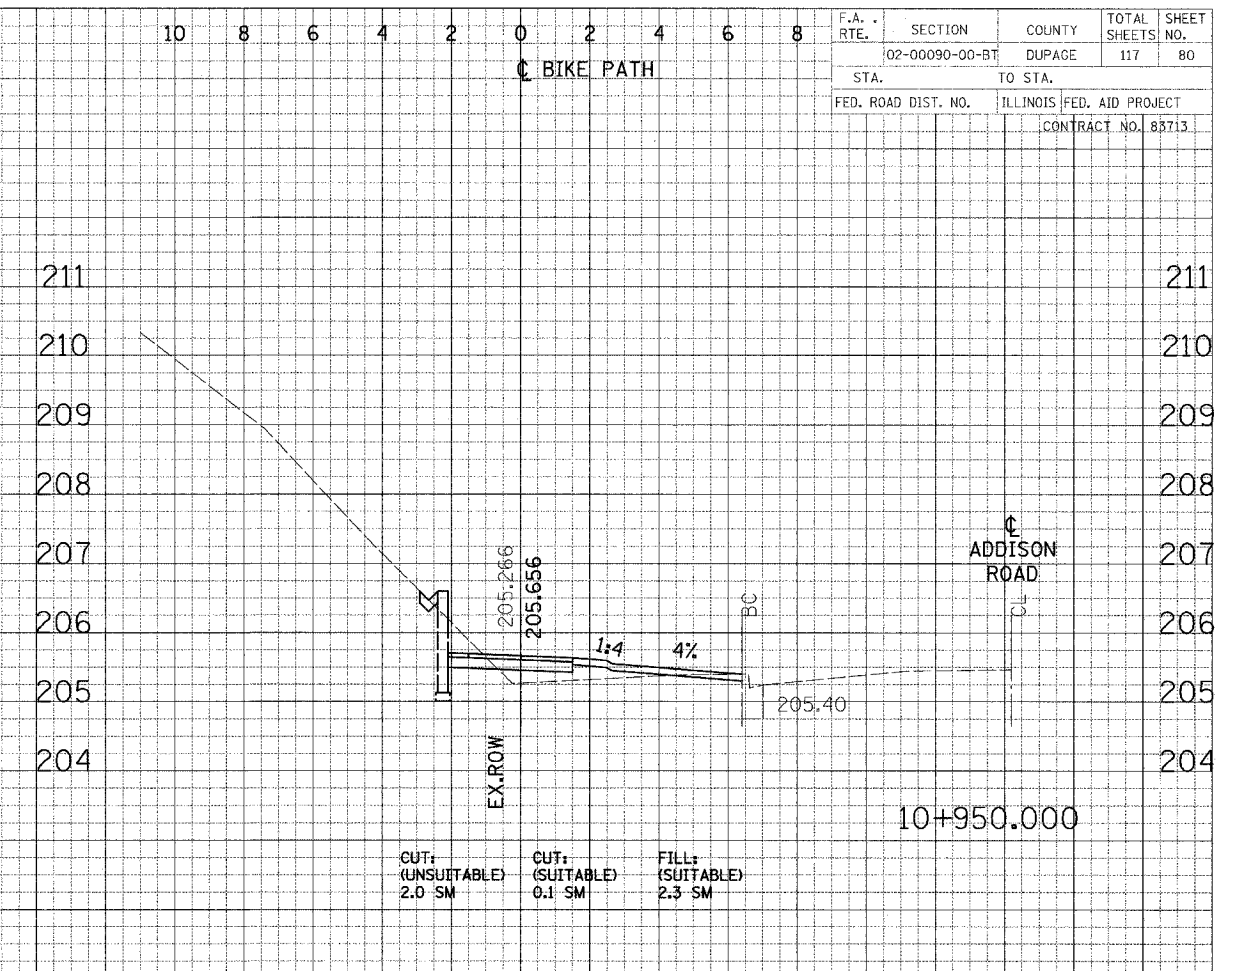 10 8 6 4 2 0 2 4 6 8
℄ BIKE PATH
F.A. . RTE. SECTION COUNTY TOTAL SHEETS SHEET NO.
02-00090-00-BT DUPAGE 117 80
STA. TO STA.
FED. ROAD DIST. NO. ILLINOIS FED. AID PROJECT
CONTRACT NO. 83713
211 211
210 210
209 209
208 208
207 207
206 206
205 205
204 204
℄
ADDISON
ROAD
CL
BC
205.266
205.656
1:4
4%
205.40
EX.ROW
10+950.000
CUT:
(UNSUITABLE)
2.0 SM
CUT:
(SUITABLE)
0.1 SM
FILL:
(SUITABLE)
2.3 SM